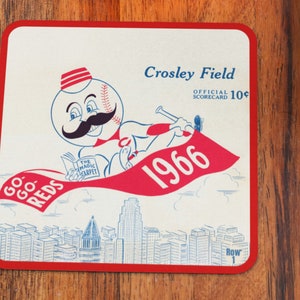 Crosley Field
OFFICIAL
SCORECARD 10¢
THE
MAGIC
CARPET
1966
GO, GO,
REDS
ROW
1